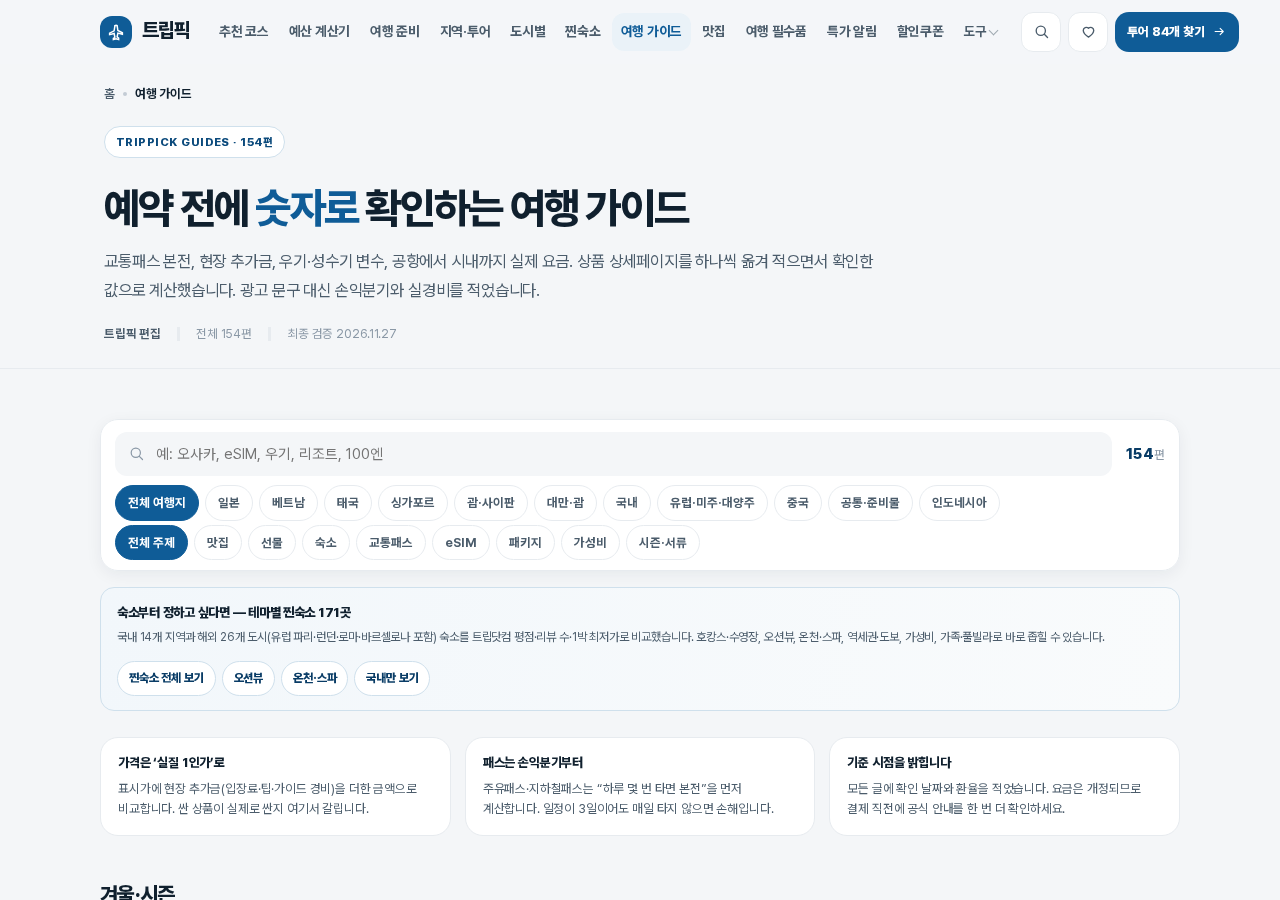 트립픽
추천 코스 예산 계산기 여행 준비 지역·투어 도시별 찐숙소 여행 가이드 맛집 여행 필수품 특가 알림 할인쿠폰 도구
투어 84개 찾기 →
홈 • 여행 가이드
TRIPPICK GUIDES · 154편
예약 전에 숫자로 확인하는 여행 가이드
교통패스 본전, 현장 추가금, 우기·성수기 변수, 공항에서 시내까지 실제 요금. 상품 상세페이지를 하나씩 옮겨 적으면서 확인한
값으로 계산했습니다. 광고 문구 대신 손익분기와 실경비를 적었습니다.
트립픽 편집 전체 154편 최종 검증 2026.11.27
예: 오사카, eSIM, 우기, 리조트, 100엔
154편
전체 여행지 일본 베트남 태국 싱가포르 괌·사이판 대만·괌 국내 유럽·미주·대양주 중국 공통·준비물 인도네시아
전체 주제 맛집 선물 숙소 교통패스 eSIM 패키지 가성비 시즌·서류
숙소부터 정하고 싶다면 — 테마별 찐숙소 171곳
국내 14개 지역과 해외 26개 도시(유럽 파리·런던·로마·바르셀로나 포함) 숙소를 트립닷컴 평점·리뷰 수·1박 최저가로 비교했습니다. 호캉스·수영장, 오션뷰, 온천·스파, 역세권·도보, 가성비, 가족·풀빌라로 바로 좁힐 수 있습니다.
찐숙소 전체 보기 오션뷰 온천·스파 국내만 보기
가격은 ‘실질 1인가’로
표시가에 현장 추가금(입장료·팁·가이드 경비)을 더한 금액으로
비교합니다. 싼 상품이 실제로 싼지 여기서 갈립니다.
패스는 손익분기부터
주유패스·지하철패스는 “하루 몇 번 타면 본전”을 먼저
계산합니다. 일정이 3일이어도 매일 타지 않으면 손해입니다.
기준 시점을 밝힙니다
모든 글에 확인 날짜와 환율을 적었습니다. 요금은 개정되므로
결제 직전에 공식 안내를 한 번 더 확인하세요.
겨울·시즌